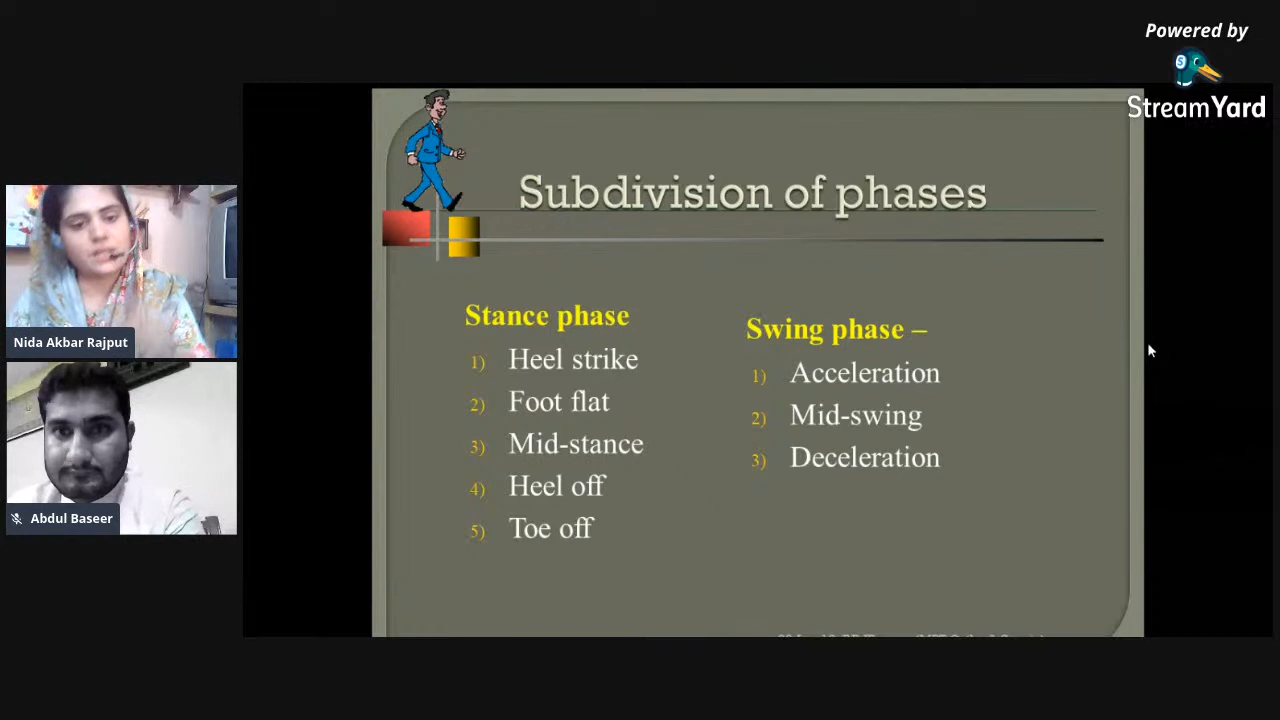 Powered by
StreamYard
Subdivision of phases
Stance phase
1) Heel strike
2) Foot flat
3) Mid-stance
4) Heel off
5) Toe off
Swing phase –
1) Acceleration
2) Mid-swing
3) Deceleration
Nida Akbar Rajput
Abdul Baseer